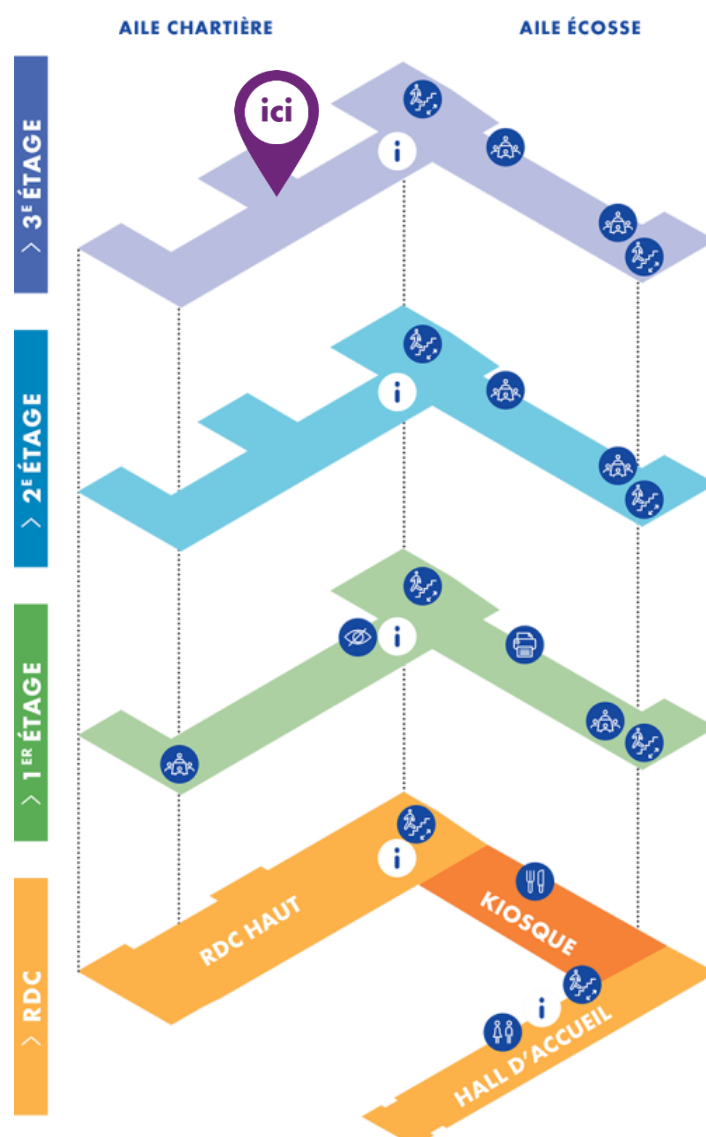 AILE CHARTIÈRE
AILE ÉCOSSE
> 3E ÉTAGE
ici
i
> 2E ÉTAGE
i
> 1ER ÉTAGE
i
> RDC
i
RDC HAUT
KIOSQUE
i
HALL D'ACCUEIL